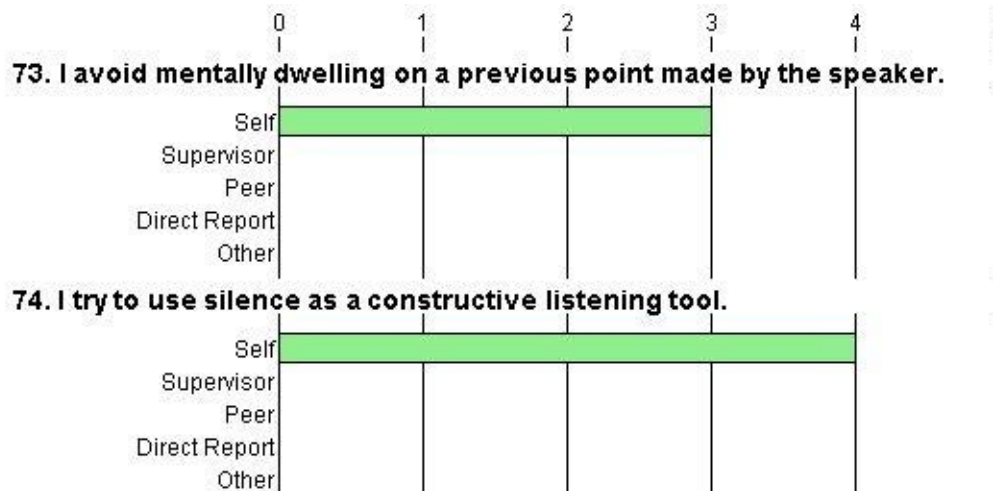 0 1 2 3 4
73. I avoid mentally dwelling on a previous point made by the speaker.
Self
Supervisor
Peer
Direct Report
Other
74. I try to use silence as a constructive listening tool.
Self
Supervisor
Peer
Direct Report
Other